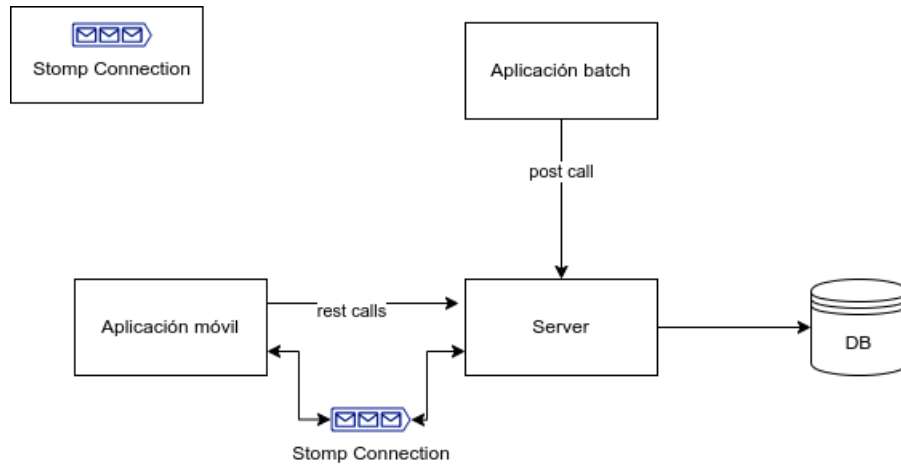 Stomp Connection
Aplicación batch
post call
Aplicación móvil
rest calls
Server
DB
Stomp Connection